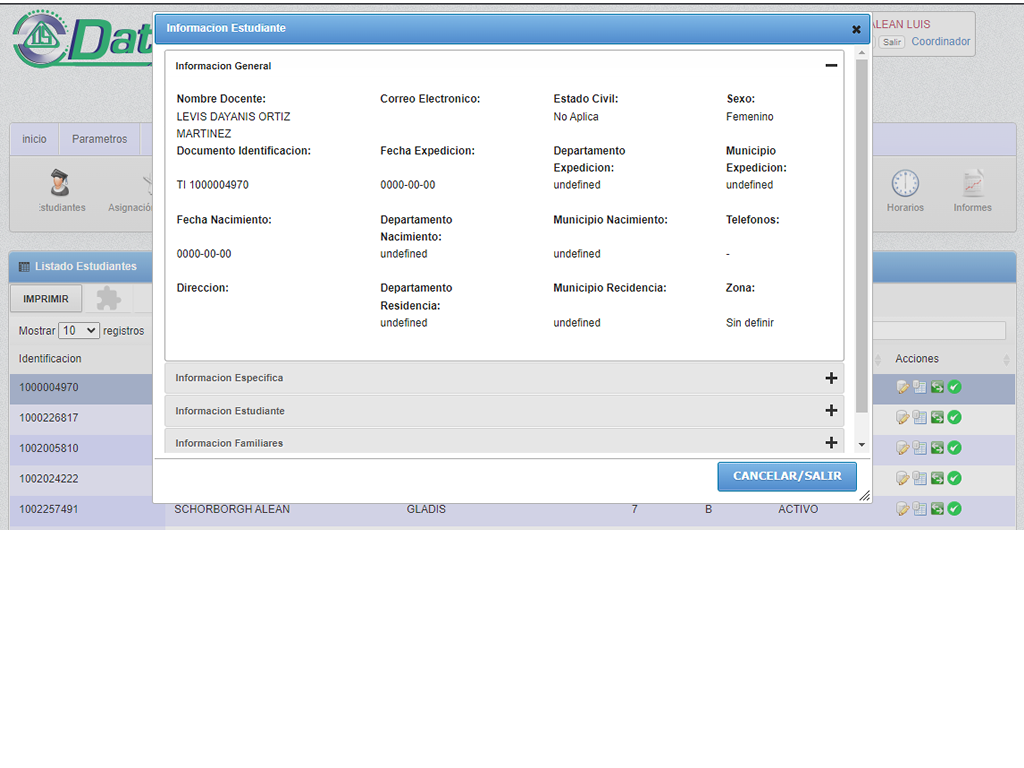 Dat
Informacion Estudiante
ALEAN LUIS
Salir Coordinador
Informacion General
Nombre Docente: Correo Electronico: Estado Civil: Sexo:
LEVIS DAYANIS ORTIZ No Aplica Femenino
MARTINEZ
Documento Identificacion: Fecha Expedicion: Departamento Municipio
Expedicion: Expedicion:
TI 1000004970 0000-00-00 undefined undefined
Fecha Nacimiento: Departamento Municipio Nacimiento: Telefonos:
Nacimiento:
0000-00-00 undefined undefined -
Direccion: Departamento Municipio Residencia: Zona:
Residencia:
undefined undefined Sin definir
Informacion Especifica
Informacion Estudiante
Informacion Familiares
CANCELAR/SALIR
inicio Parametros
Estudiantes Asignación Horarios Informes
Listado Estudiantes
IMPRIMIR
Mostrar 10 registros
Identificacion Acciones
1000004970
1000226817
1002005810
1002024222
1002257491 SCHORBORGH ALEAN GLADIS 7 B ACTIVO